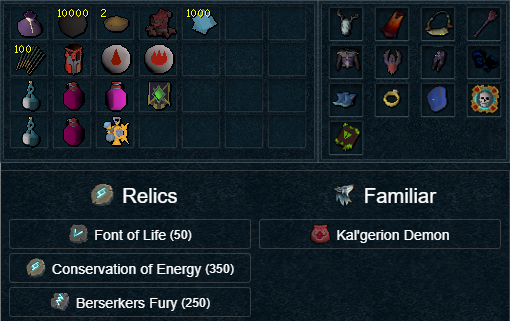 10000 2 1000
100
Relics
Familiar
Font of Life (50)
Kal'gerion Demon
Conservation of Energy (350)
Berserkers Fury (250)